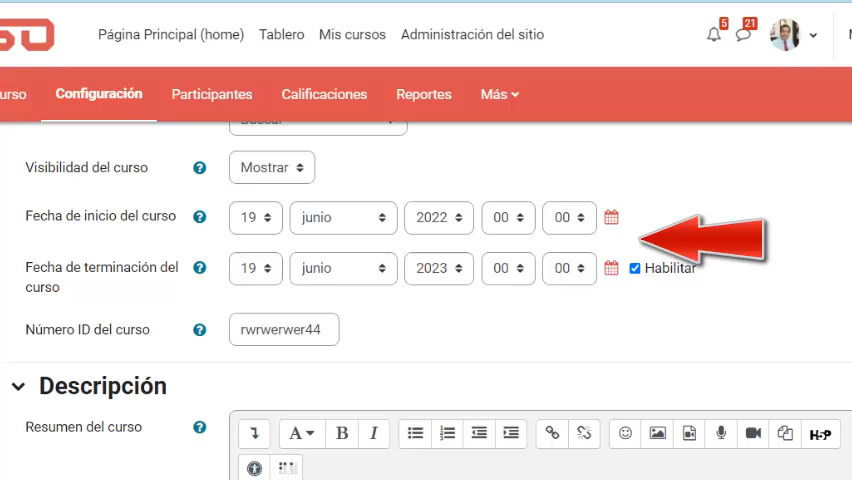 5 21
Página Principal (home) Tablero Mis cursos Administración del sitio
urso Configuración Participantes Calificaciones Reportes Más
Visibilidad del curso ? Mostrar
Fecha de inicio del curso ? 19 junio 2022 00 00
Fecha de terminación del curso ? 19 junio 2023 00 00 Habilitar
Número ID del curso ? rwrwerwer44
Descripción
Resumen del curso ? A B I H5P